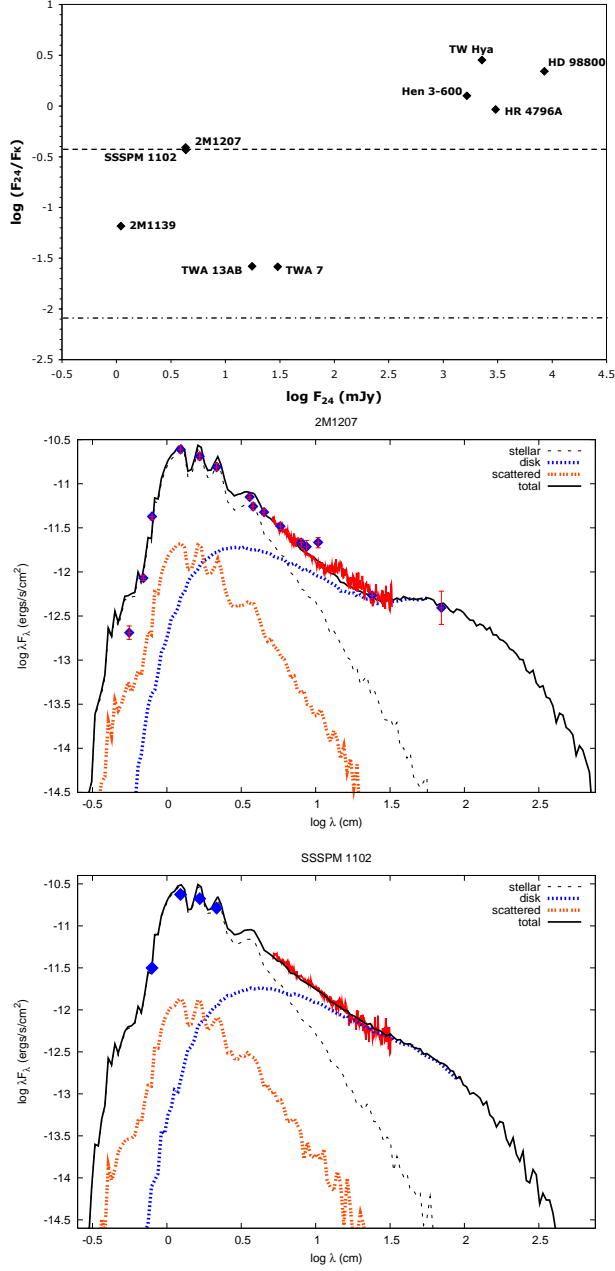 1
0.5
0
-0.5
-1
-1.5
-2
-2.5
log (F24/FK)
TW Hya
HD 98800
Hen 3-600
HR 4796A
2M1207
SSSPM 1102
2M1139
TWA 13AB
TWA 7
-0.5 0 0.5 1 1.5 2 2.5 3 3.5 4 4.5
log F24 (mJy)
2M1207
-10.5
-11
-11.5
-12
-12.5
-13
-13.5
-14
-14.5
log λFλ (ergs/s/cm2)
stellar
disk
scattered
total
-0.5 0 0.5 1 1.5 2 2.5
log λ (cm)
SSSPM 1102
-10.5
-11
-11.5
-12
-12.5
-13
-13.5
-14
-14.5
log λFλ (ergs/s/cm2)
stellar
disk
scattered
total
-0.5 0 0.5 1 1.5 2 2.5
log λ (cm)